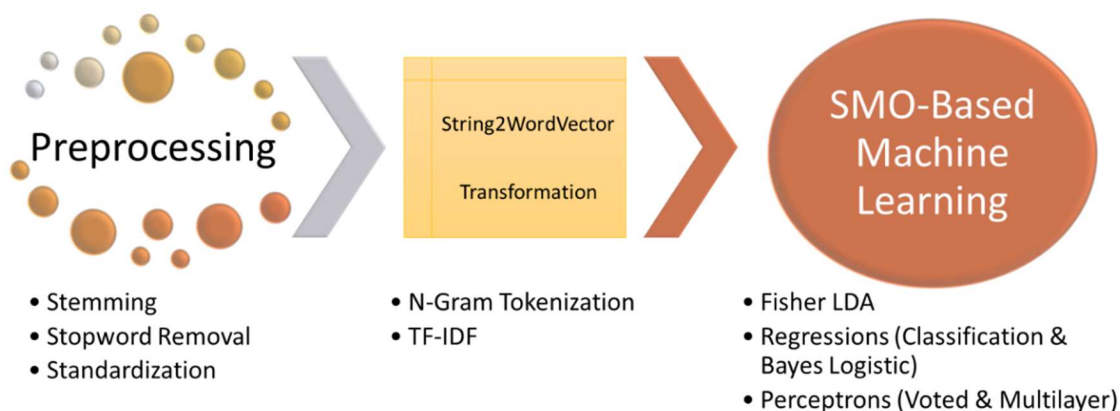 Preprocessing
• Stemming
• Stopword Removal
• Standardization
String2WordVector
Transformation
• N-Gram Tokenization
• TF-IDF
SMO-Based
Machine
Learning
• Fisher LDA
• Regressions (Classification &
Bayes Logistic)
• Perceptrons (Voted & Multilayer)